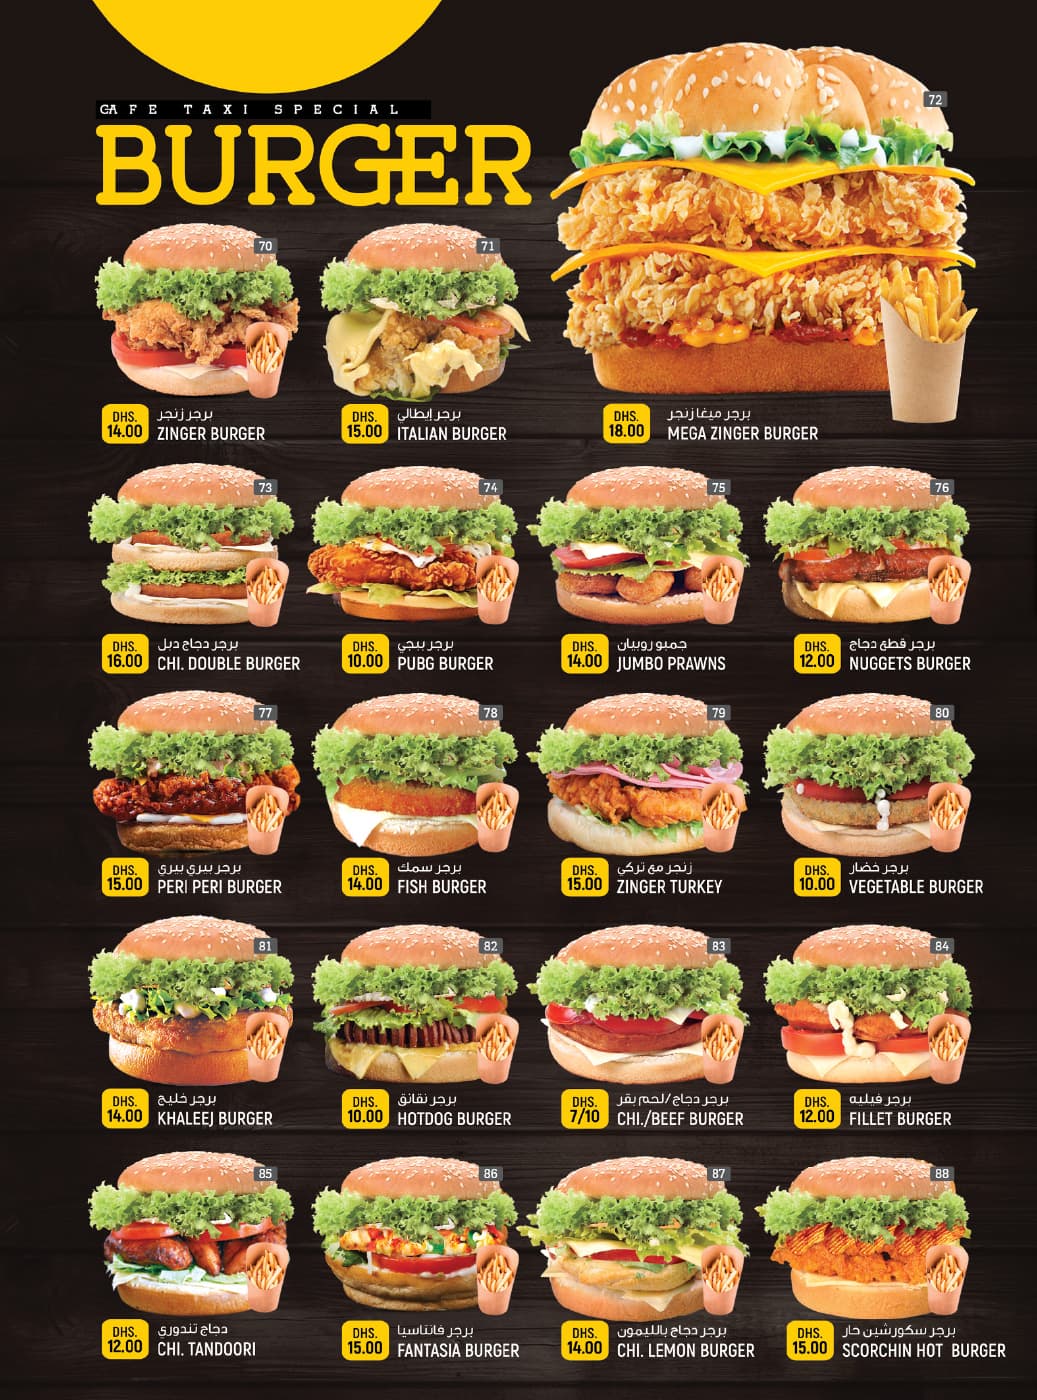 CAFE TAXI SPECIAL
BURGER
72
70
71
DHS.
14.00
برجر زنجر
ZINGER BURGER
DHS.
15.00
برجر إيطالي
ITALIAN BURGER
DHS.
18.00
برجر ميغا زنجر
MEGA ZINGER BURGER
73
74
75
76
DHS.
16.00
برجر دجاج دبل
CHI. DOUBLE BURGER
DHS.
10.00
برجر ببجي
PUBG BURGER
DHS.
14.00
جمبو روبيان
JUMBO PRAWNS
DHS.
12.00
برجر قطع دجاج
NUGGETS BURGER
77
78
79
80
DHS.
15.00
برجر بيري بيري
PERI PERI BURGER
DHS.
14.00
برجر سمك
FISH BURGER
DHS.
15.00
زنجر مع تركي
ZINGER TURKEY
DHS.
10.00
برجر خضار
VEGETABLE BURGER
81
82
83
84
DHS.
14.00
برجر خليج
KHALEEJ BURGER
DHS.
10.00
برجر نقانق
HOTDOG BURGER
DHS.
7/10
برجر دجاج/لحم بقر
CHI./BEEF BURGER
DHS.
12.00
برجر فيليه
FILLET BURGER
85
86
87
88
DHS.
12.00
دجاج تندوري
CHI. TANDOORI
DHS.
15.00
برجر فانتاسيا
FANTASIA BURGER
DHS.
14.00
برجر دجاج بالليمون
CHI. LEMON BURGER
DHS.
15.00
برجر سكورشين حار
SCORCHIN HOT BURGER